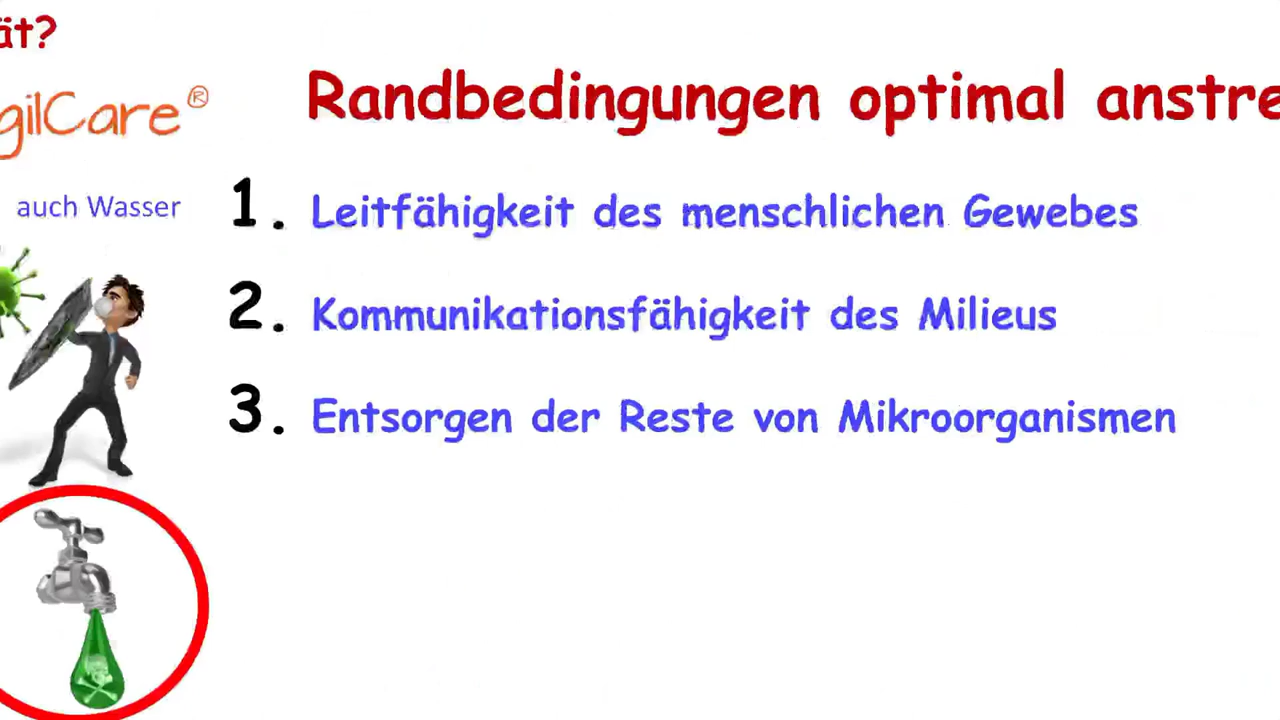 ät?
gilCare®
auch Wasser
Randbedingungen optimal anstre
1. Leitfähigkeit des menschlichen Gewebes
2. Kommunikationsfähigkeit des Milieus
3. Entsorgen der Reste von Mikroorganismen